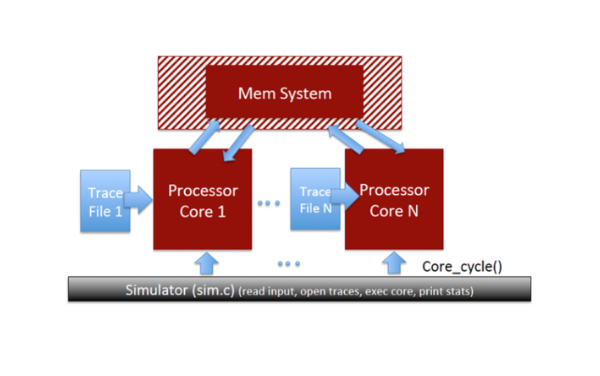 Mem System
Trace
File 1
Processor
Core 1
...
Trace
File N
Processor
Core N
...
Core_cycle()
Simulator (sim.c) (read input, open traces, exec core, print stats)